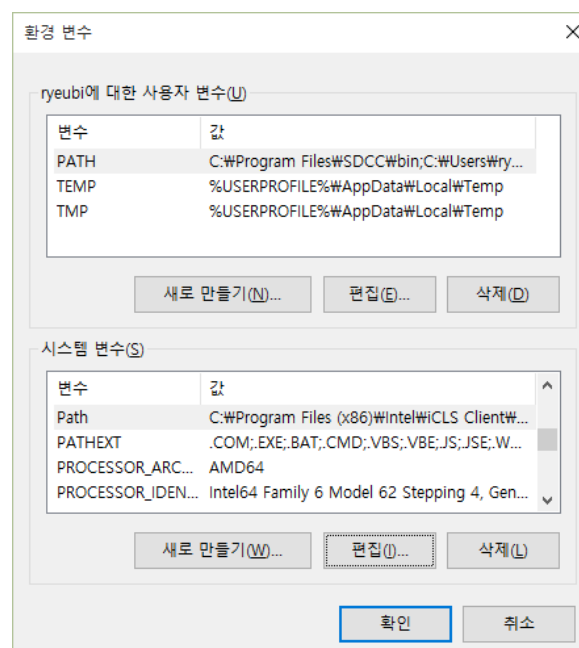 환경 변수
ryeubi에 대한 사용자 변수(U)
변수 값
PATH C:₩Program Files₩SDCC₩bin;C:₩Users₩ry...
TEMP %USERPROFILE%₩AppData₩Local₩Temp
TMP %USERPROFILE%₩AppData₩Local₩Temp
새로 만들기(N)... 편집(E)... 삭제(D)
시스템 변수(S)
변수 값
Path C:₩Program Files (x86)₩Intel₩iCLS Client₩...
PATHEXT .COM;.EXE;.BAT;.CMD;.VBS;.VBE;.JS;.JSE;.W...
PROCESSOR_ARC... AMD64
PROCESSOR_IDEN... Intel64 Family 6 Model 62 Stepping 4, Gen...
새로 만들기(W)... 편집(I)... 삭제(L)
확인 취소